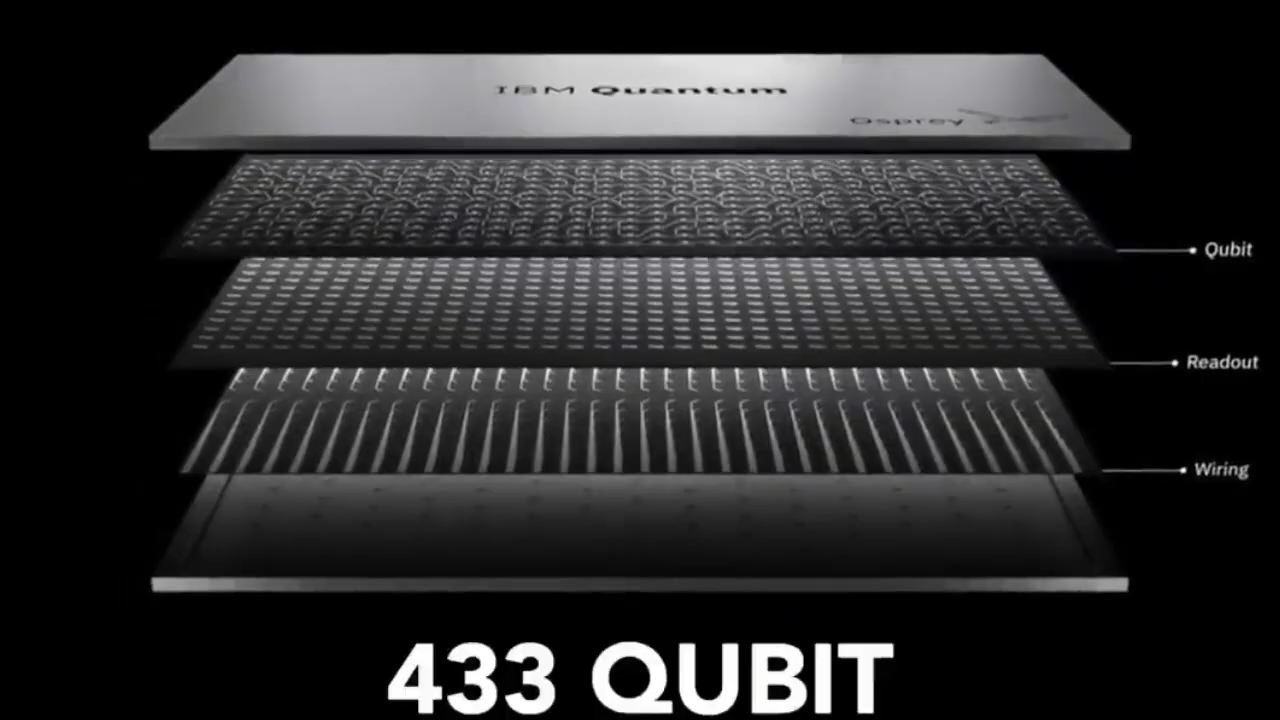 IBM Quantum
Osprey
Qubit
Readout
Wiring
433 QUBIT